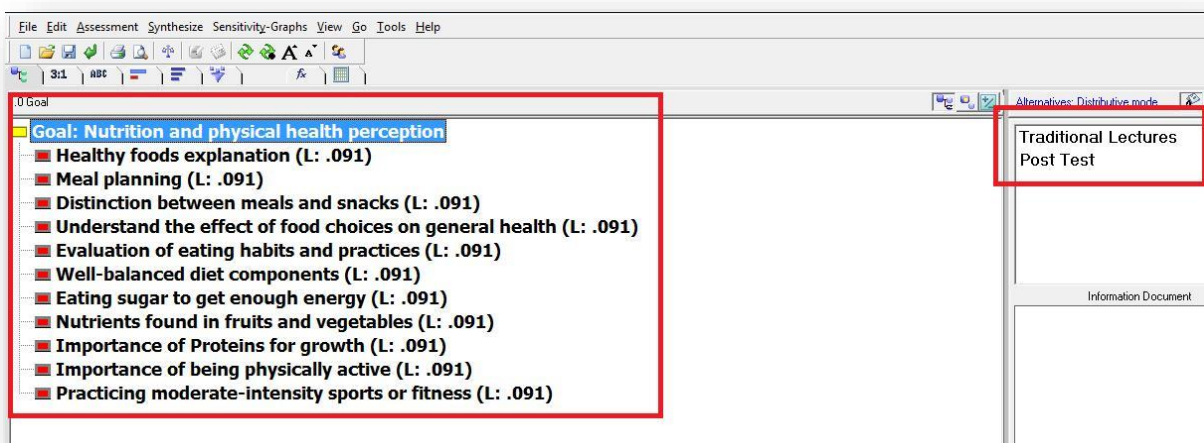 File Edit Assessment Synthesize Sensitivity-Graphs View Go Tools Help
3:1 ABC fx
.0 Goal
Alternatives: Distributive mode
Goal: Nutrition and physical health perception
Healthy foods explanation (L: .091)
Meal planning (L: .091)
Distinction between meals and snacks (L: .091)
Understand the effect of food choices on general health (L: .091)
Evaluation of eating habits and practices (L: .091)
Well-balanced diet components (L: .091)
Eating sugar to get enough energy (L: .091)
Nutrients found in fruits and vegetables (L: .091)
Importance of Proteins for growth (L: .091)
Importance of being physically active (L: .091)
Practicing moderate-intensity sports or fitness (L: .091)
Traditional Lectures
Post Test
Information Document